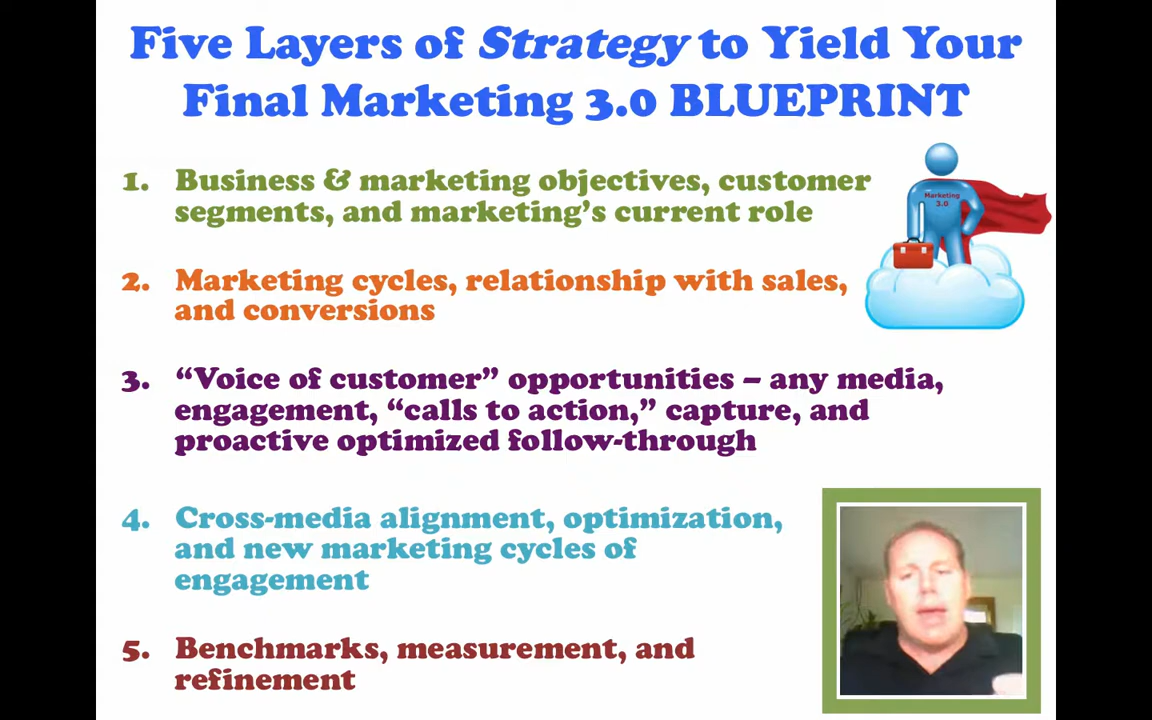 Five Layers of Strategy to Yield Your
Final Marketing 3.0 BLUEPRINT
1. Business & marketing objectives, customer
segments, and marketing’s current role
Marketing
3.0
2. Marketing cycles, relationship with sales,
and conversions
3. “Voice of customer” opportunities – any media,
engagement, “calls to action,” capture, and
proactive optimized follow-through
4. Cross-media alignment, optimization,
and new marketing cycles of
engagement
5. Benchmarks, measurement, and
refinement